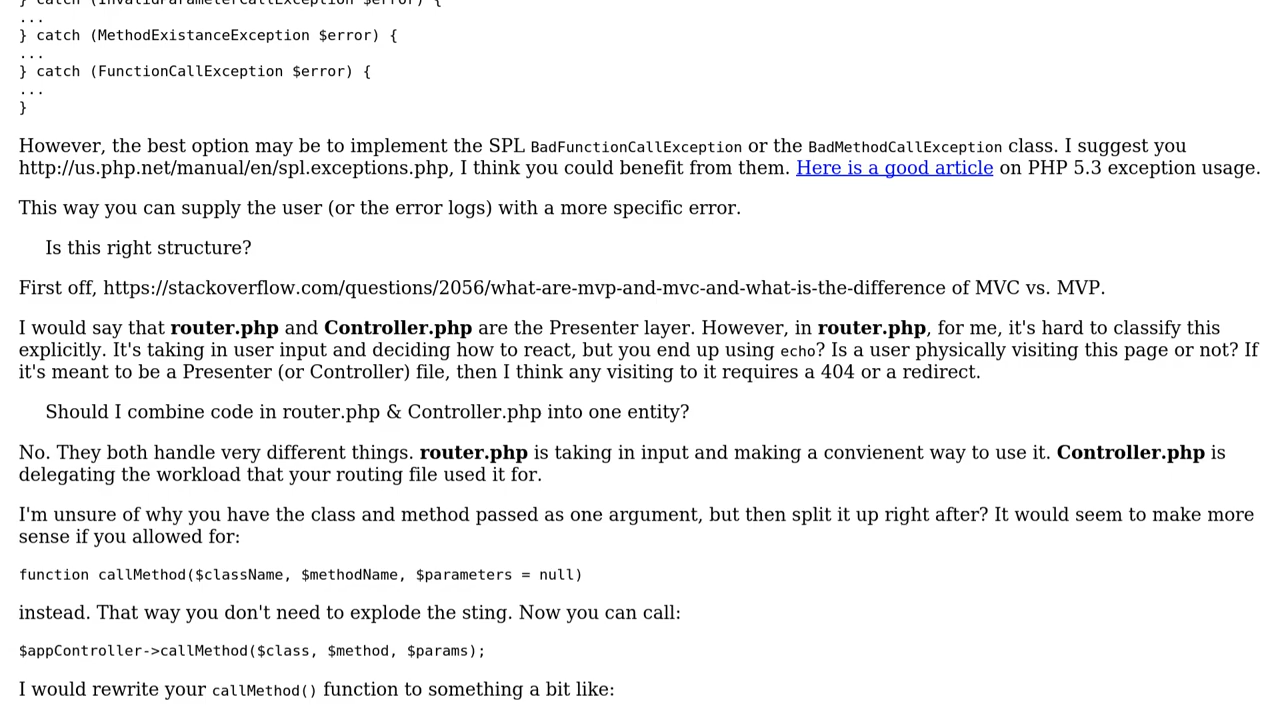 } catch (InvalidParameterCallException $error) {
...
} catch (MethodExistanceException $error) {
...
} catch (FunctionCallException $error) {
...
}
However, the best option may be to implement the SPL BadFunctionCallException or the BadMethodCallException class. I suggest you
http://us.php.net/manual/en/spl.exceptions.php, I think you could benefit from them. Here is a good article on PHP 5.3 exception usage.
This way you can supply the user (or the error logs) with a more specific error.
Is this right structure?
First off, https://stackoverflow.com/questions/2056/what-are-mvp-and-mvc-and-what-is-the-difference of MVC vs. MVP.
I would say that router.php and Controller.php are the Presenter layer. However, in router.php, for me, it's hard to classify this
explicitly. It's taking in user input and deciding how to react, but you end up using echo? Is a user physically visiting this page or not? If
it's meant to be a Presenter (or Controller) file, then I think any visiting to it requires a 404 or a redirect.
Should I combine code in router.php & Controller.php into one entity?
No. They both handle very different things. router.php is taking in input and making a convienent way to use it. Controller.php is
delegating the workload that your routing file used it for.
I'm unsure of why you have the class and method passed as one argument, but then split it up right after? It would seem to make more
sense if you allowed for:
function callMethod($className, $methodName, $parameters = null)
instead. That way you don't need to explode the sting. Now you can call:
$appController->callMethod($class, $method, $params);
I would rewrite your callMethod() function to something a bit like: